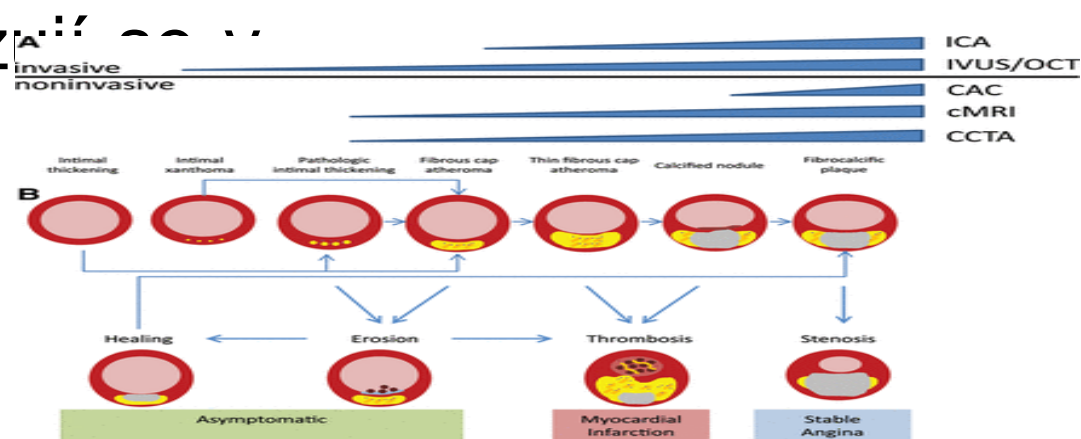 A
ICA
invasive
IVUS/OCT
noninvasive
CAC
cMRI
CCTA
Intimal
thickening
Intimal
xanthoma
Pathologic
intimal thickening
Fibrous cap
atheroma
Thin fibrous cap
atheroma
Calcified nodule
Fibrocalcific
plaque
B
Healing
Erosion
Thrombosis
Stenosis
Asymptomatic
Myocardial
Infarction
Stable
Angina